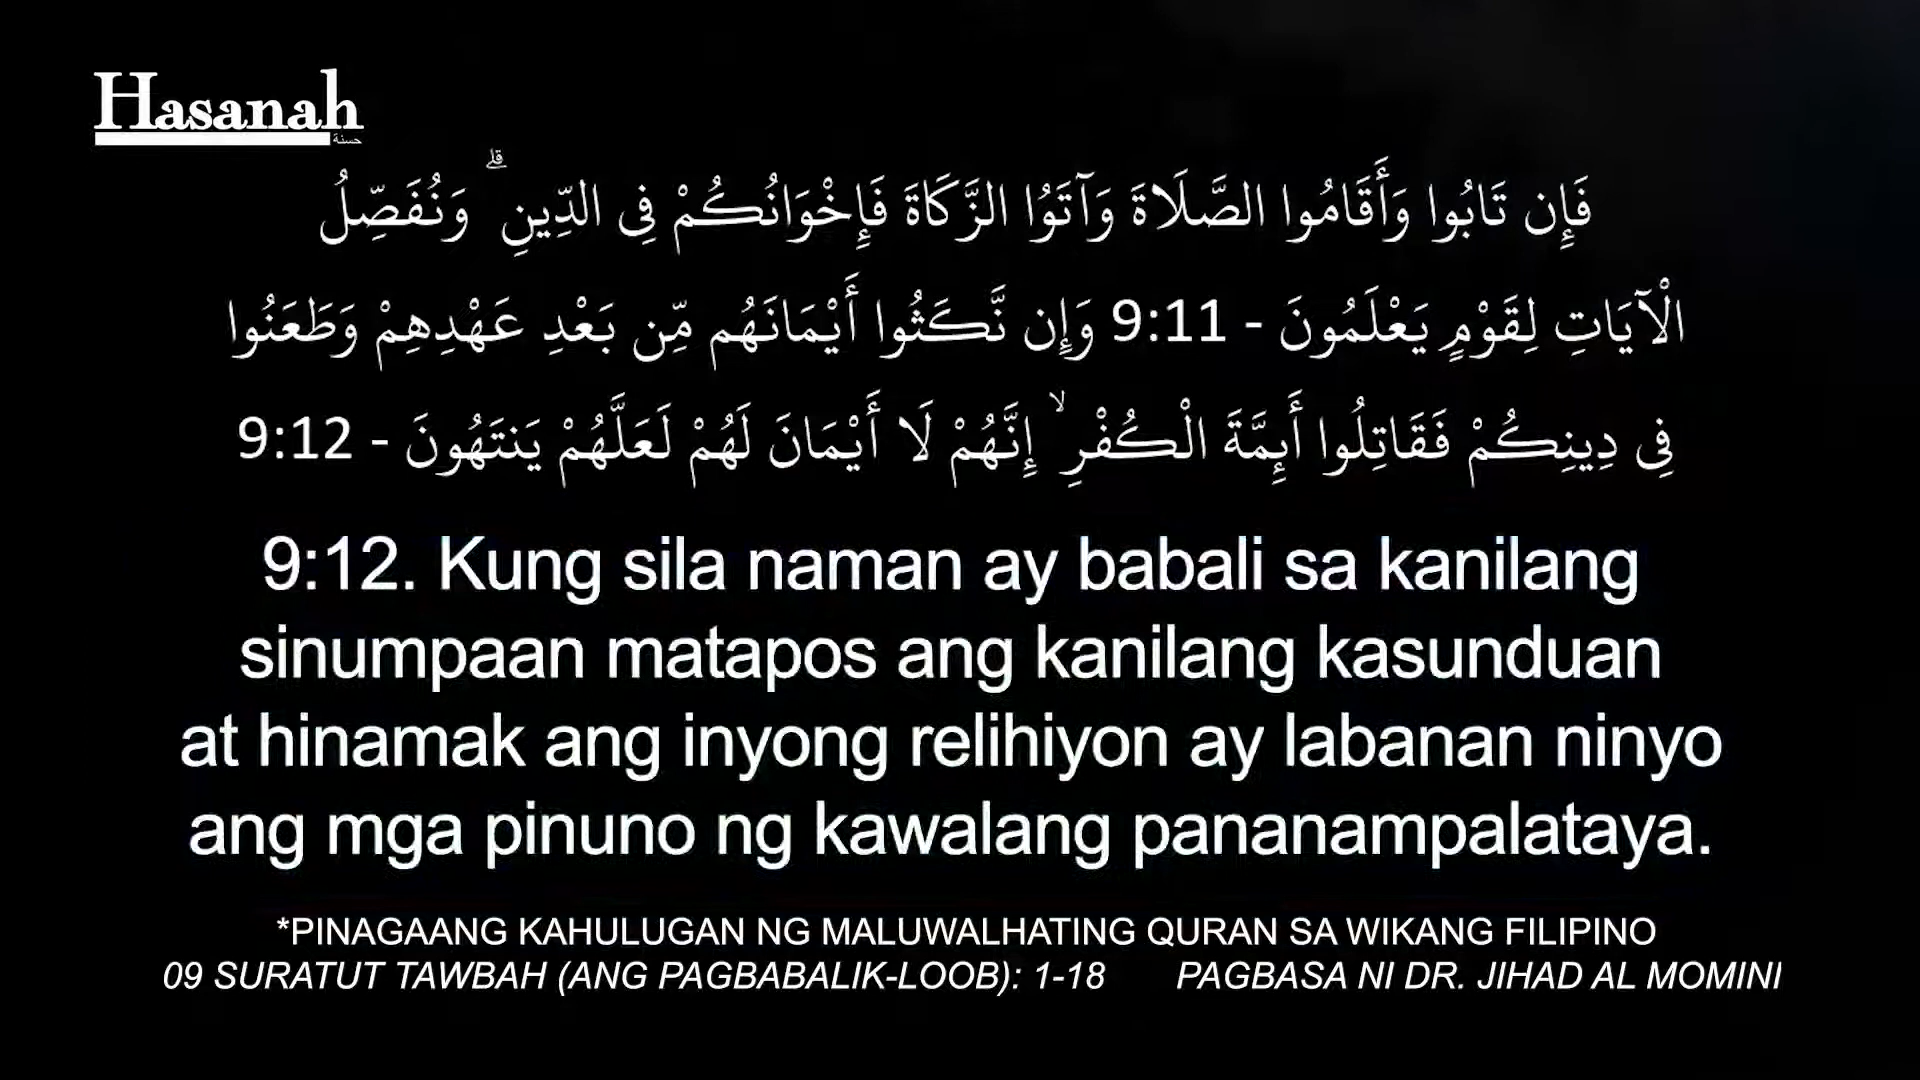 Hasanah
حسنة
فَإِن تَابُوا وَأَقَامُوا الصَّلَاةَ وَآتَوُا الزَّكَاةَ فَإِخْوَانُكُمْ فِي الدِّينِ ۗ وَنُفَصِّلُ
الْآيَاتِ لِقَوْمٍ يَعْلَمُونَ - 9:11 وَإِن نَّكَثُوا أَيْمَانَهُم مِّن بَعْدِ عَهْدِهِمْ وَطَعَنُوا
فِي دِينِكُمْ فَقَاتِلُوا أَئِمَّةَ الْكُفْرِ ۙ إِنَّهُمْ لَا أَيْمَانَ لَهُمْ لَعَلَّهُمْ يَنتَهُونَ - 9:12
9:12. Kung sila naman ay babali sa kanilang
sinumpaan matapos ang kanilang kasunduan
at hinamak ang inyong relihiyon ay labanan ninyo
ang mga pinuno ng kawalang pananampalataya.
*PINAGAANG KAHULUGAN NG MALUWALHATING QURAN SA WIKANG FILIPINO
09 SURATUT TAWBAH (ANG PAGBABALIK-LOOB): 1-18 PAGBASA NI DR. JIHAD AL MOMINI